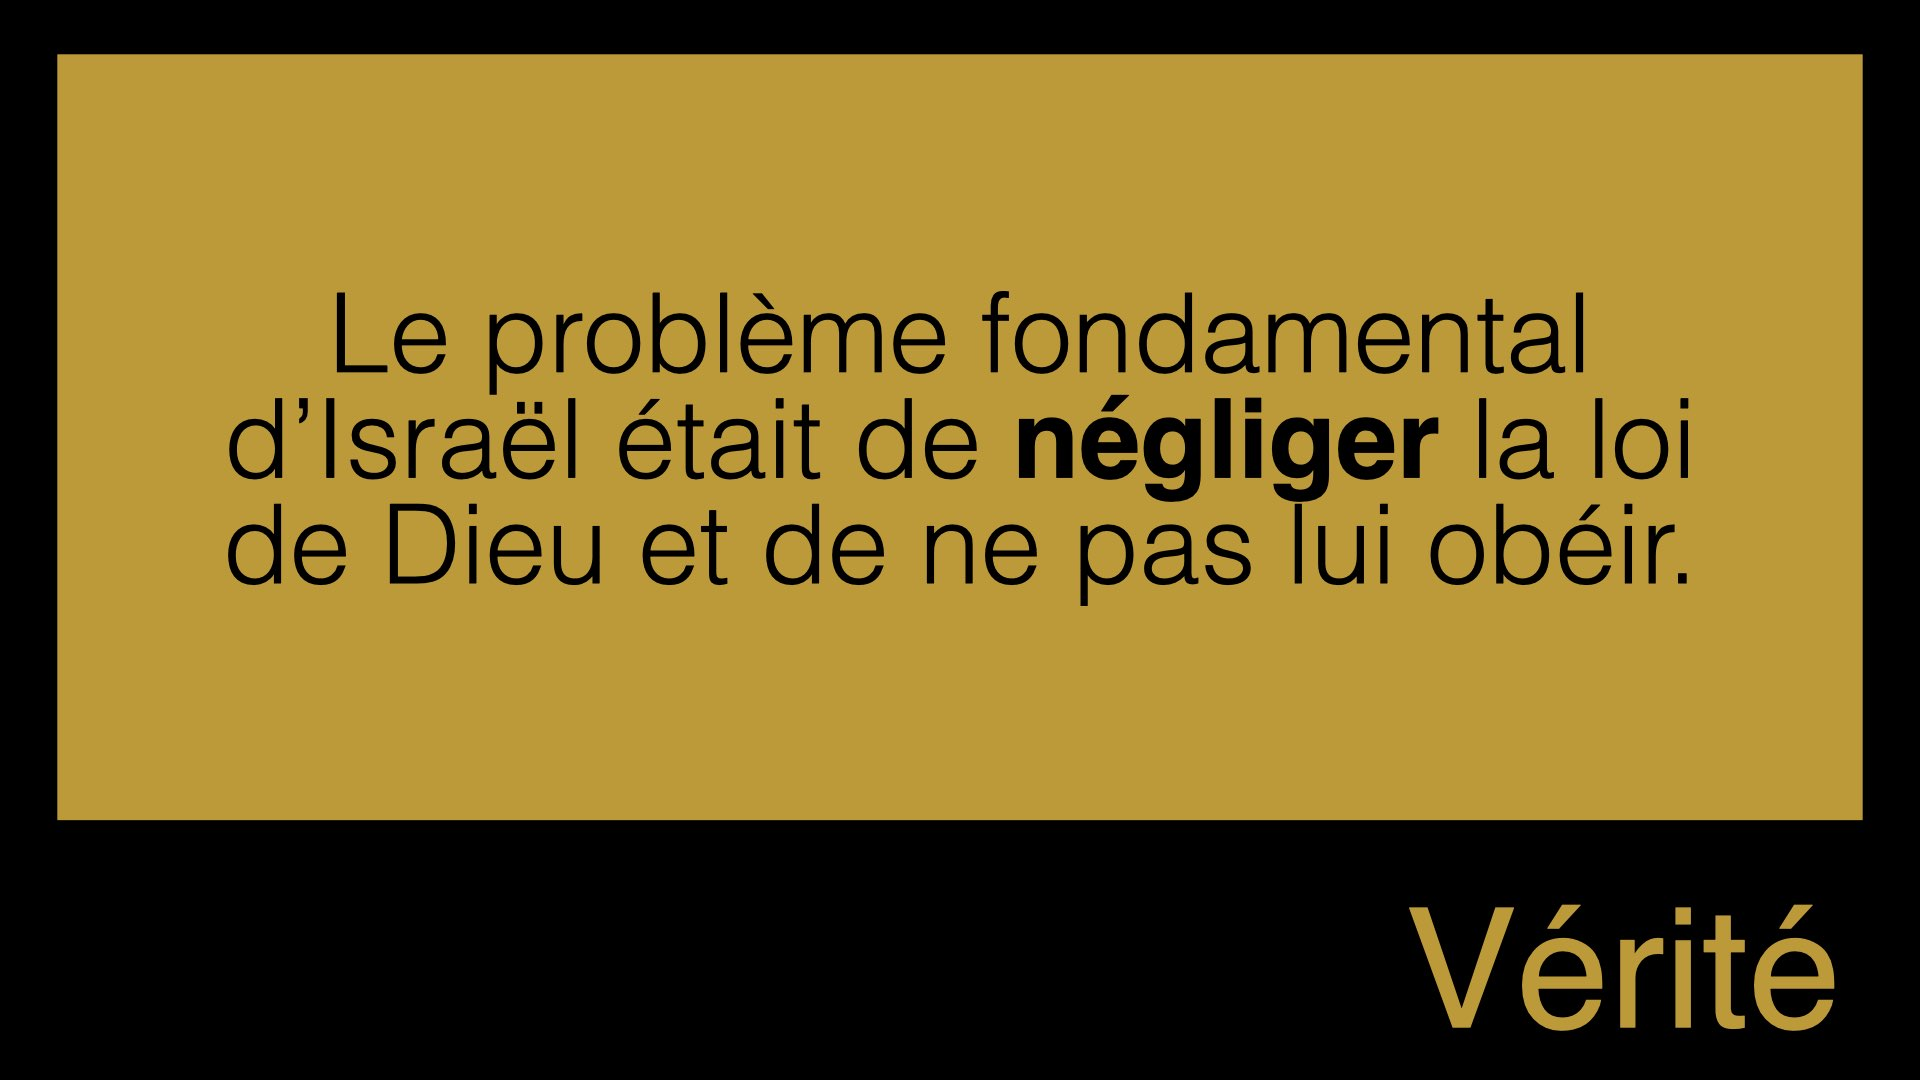 Le problème fondamental
d’Israël était de négliger la loi
de Dieu et de ne pas lui obéir.
Vérité